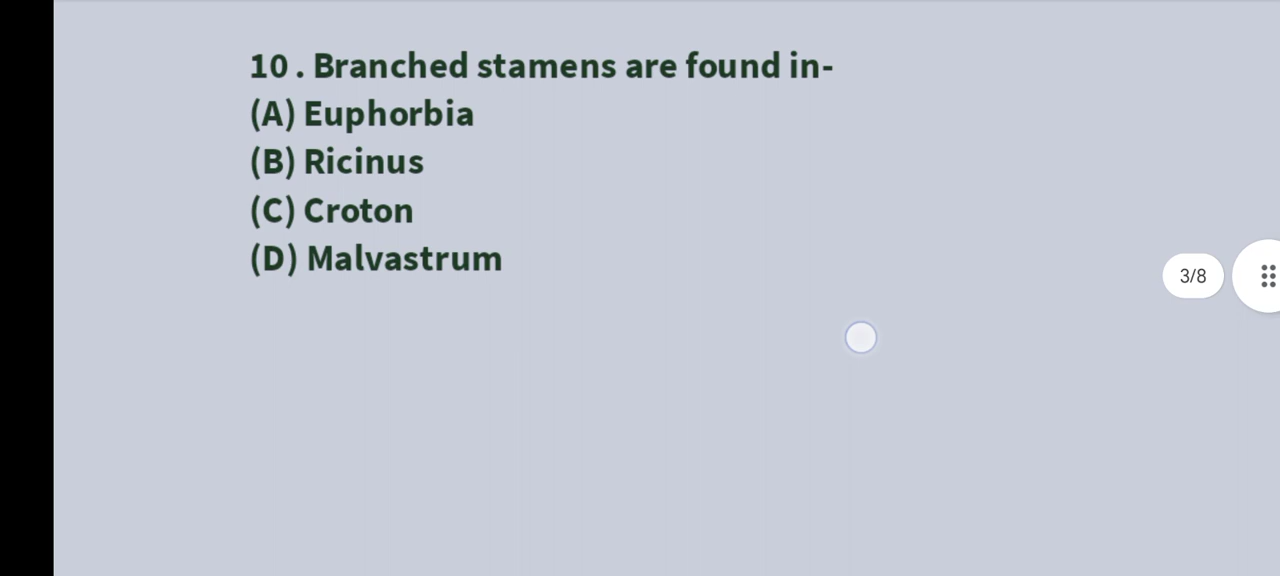 10 . Branched stamens are found in-
(A) Euphorbia
(B) Ricinus
(C) Croton
(D) Malvastrum
3/8